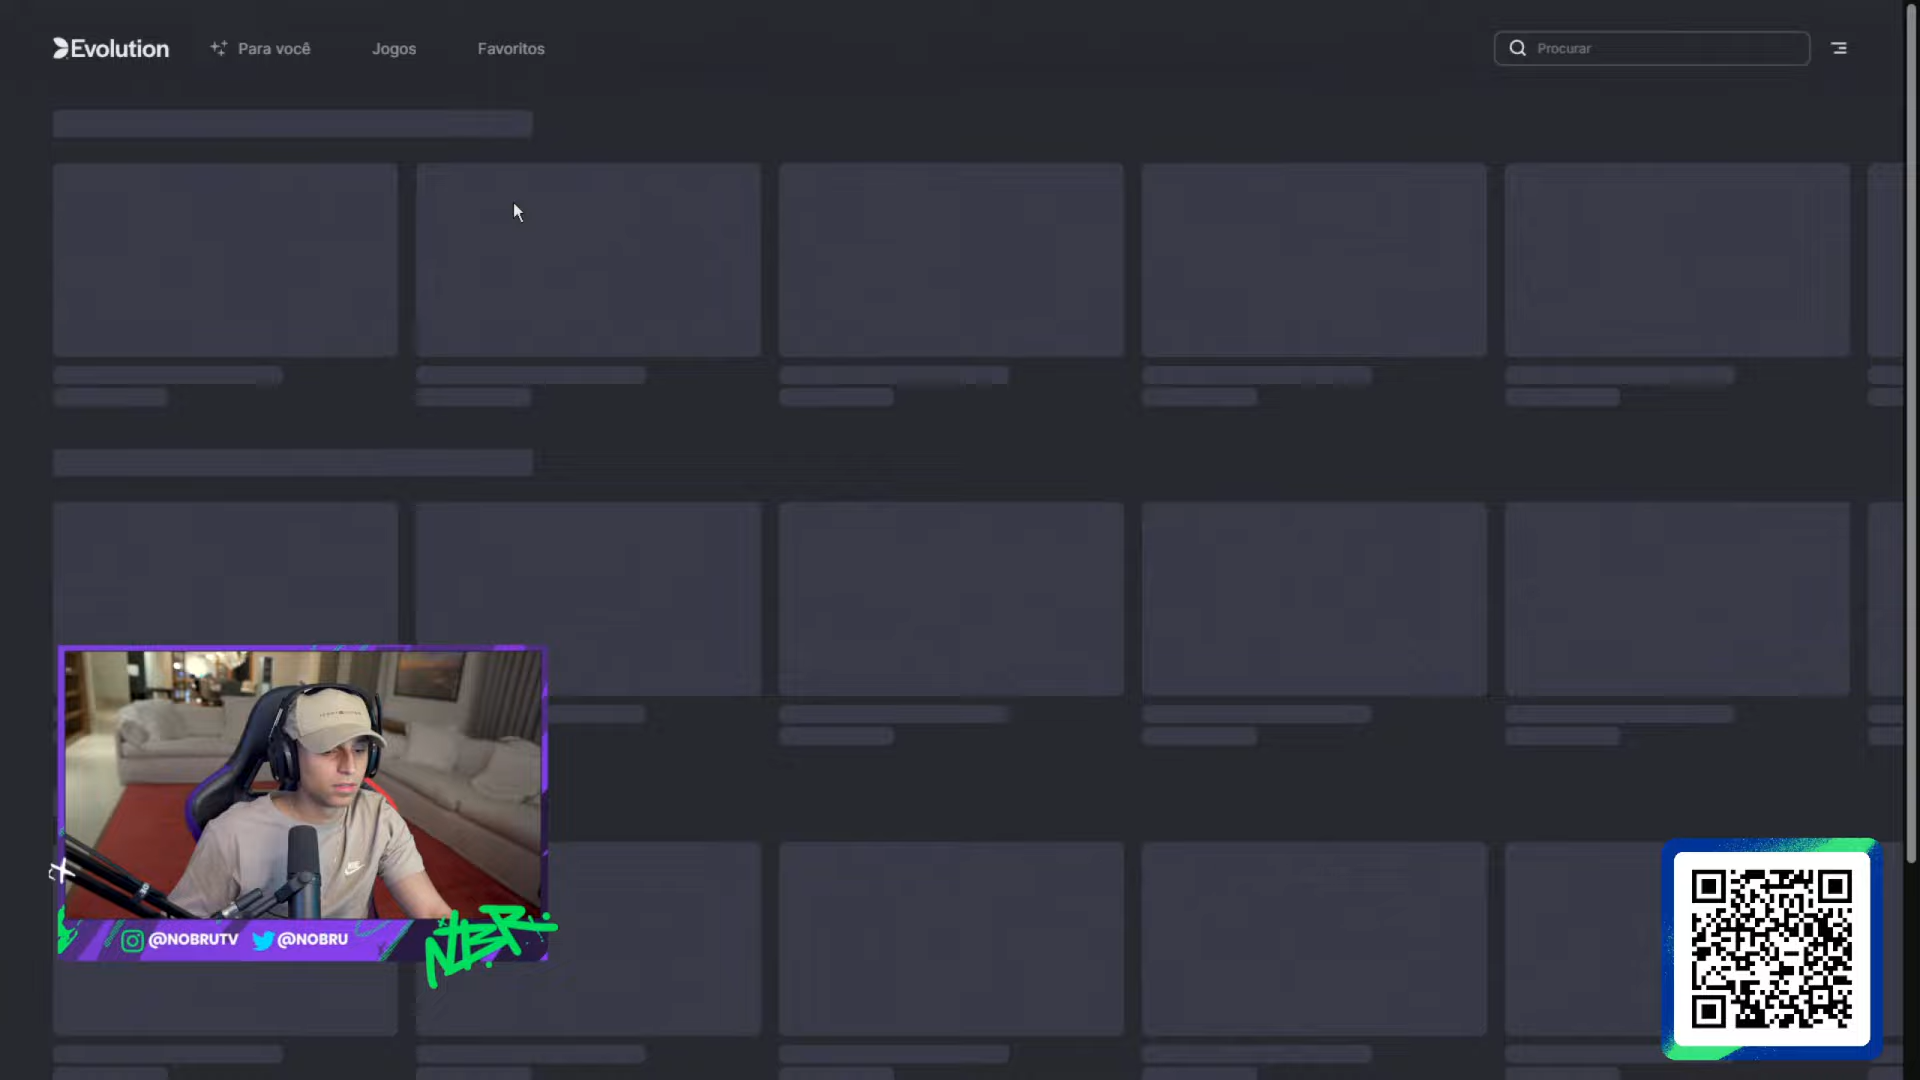 Evolution
Para você
Jogos
Favoritos
Procurar
@NOBRUTV @NOBRU
NBR